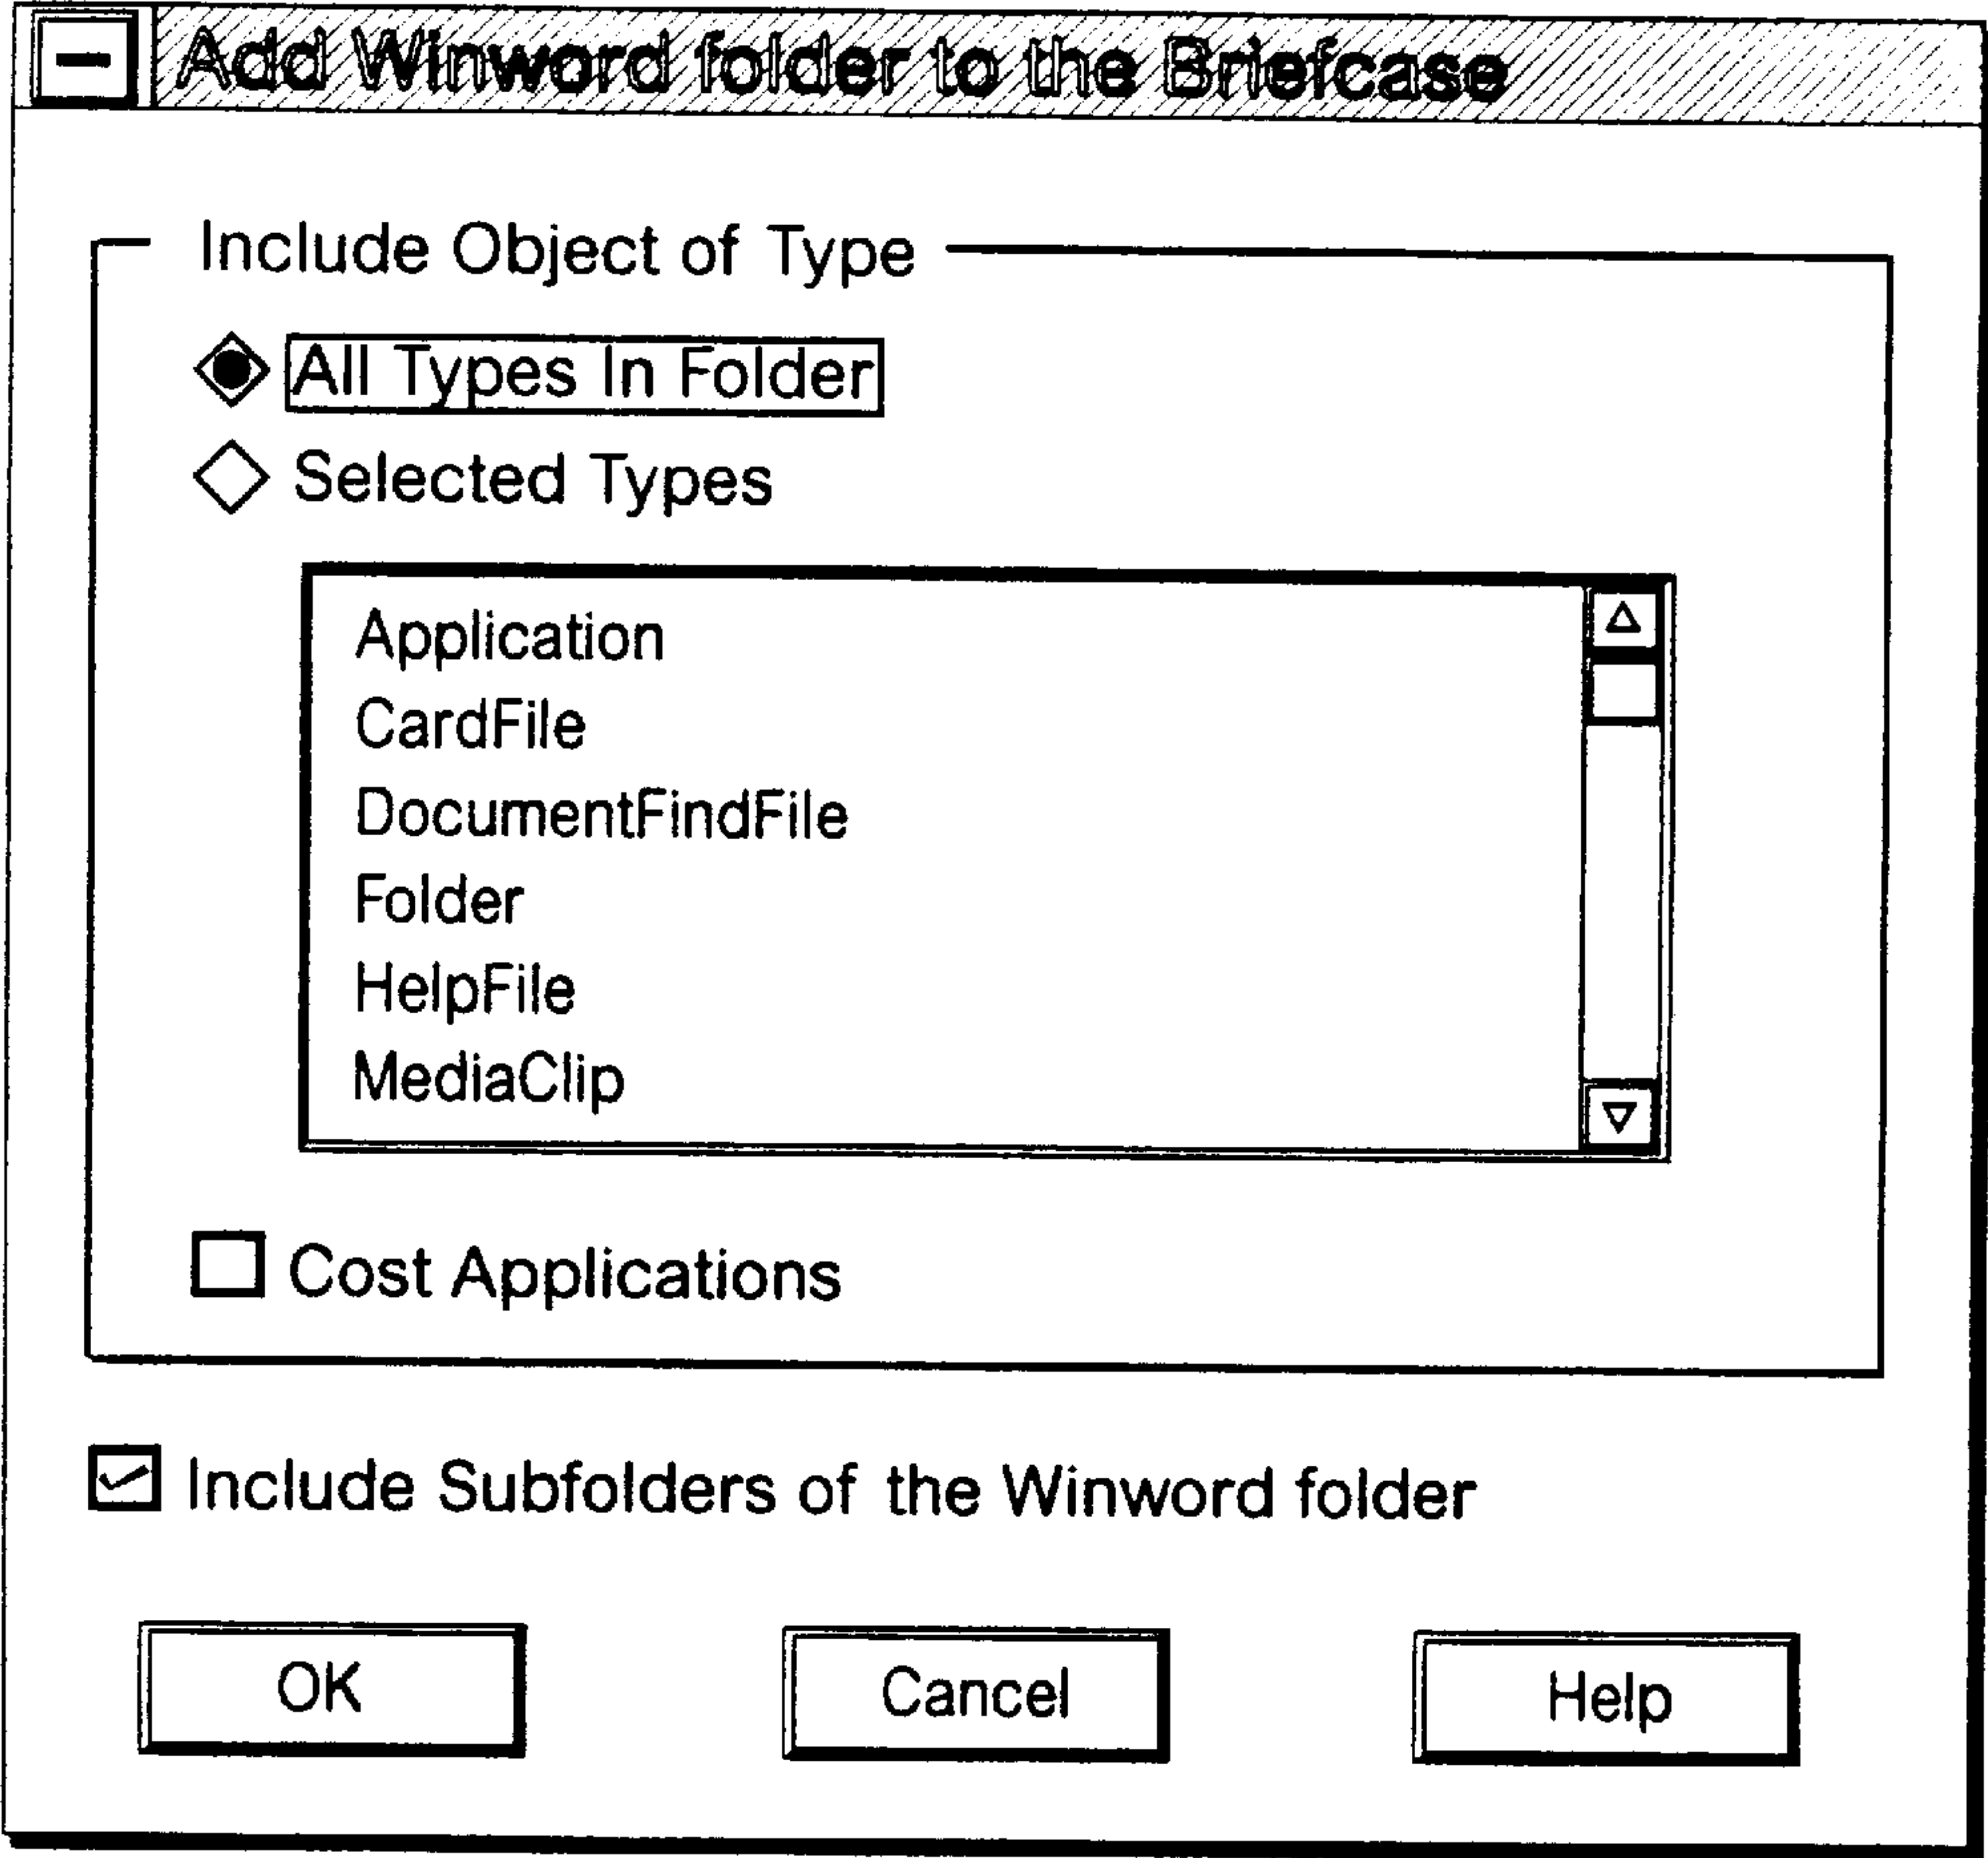 Add Winword folder to the Briefcase
Include Object of Type
All Types In Folder
Selected Types
Application
CardFile
DocumentFindFile
Folder
HelpFile
MediaClip
Cost Applications
Include Subfolders of the Winword folder
OK
Cancel
Help